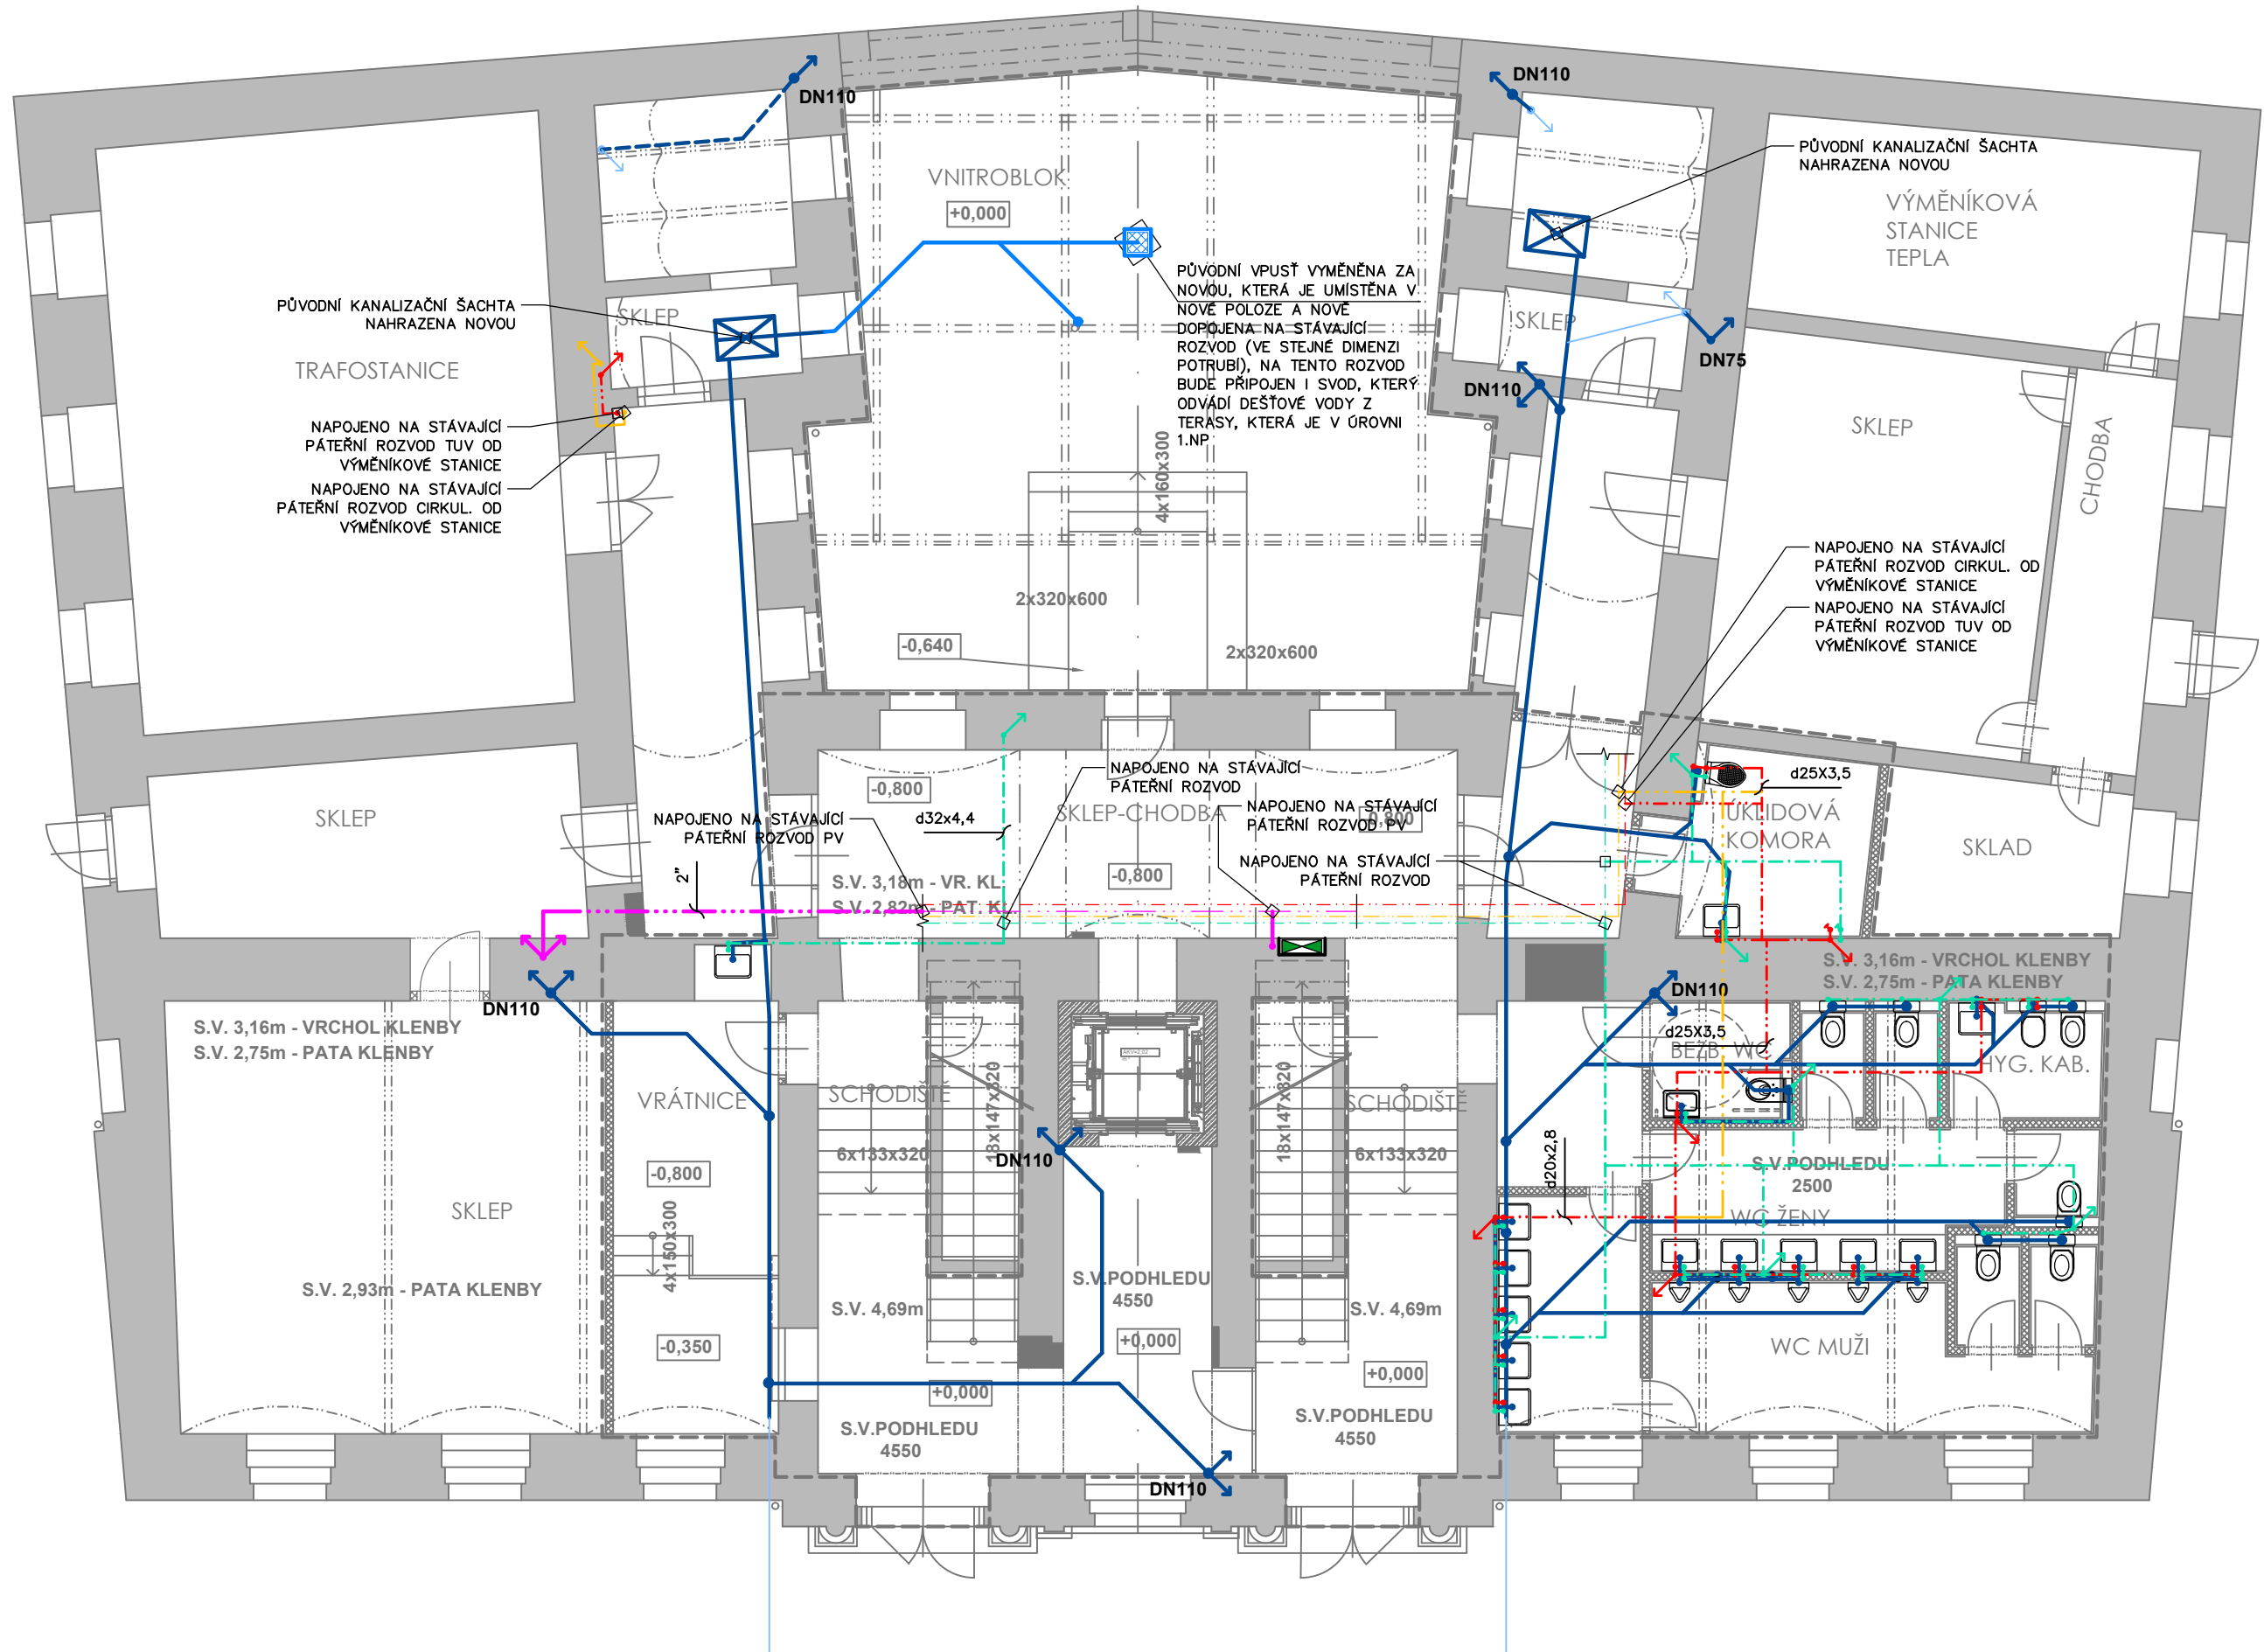 DN110
DN110
PŮVODNÍ KANALIZAČNÍ ŠACHTA
NAHRAZENA NOVOU
VNITROBLOK
+0,000
VÝMĚNÍKOVÁ
STANICE
TEPLA
PŮVODNÍ VPUSŤ VYMĚNĚNA ZA
NOVOU, KTERÁ JE UMÍSTĚNA V
NOVÉ POLOZE A NOVĚ
DOPOJENA NA STÁVAJÍCÍ
ROZVOD (VE STEJNÉ DIMENZI
POTRUBÍ), NA TENTO ROZVOD
BUDE PŘIPOJEN I SVOD, KTERÝ
ODVÁDÍ DEŠŤOVÉ VODY Z
TERASY, KTERÁ JE V ÚROVNI
1.NP
PŮVODNÍ KANALIZAČNÍ ŠACHTA
NAHRAZENA NOVOU
SKLEP
SKLEP
TRAFOSTANICE
DN75
DN110
NAPOJENO NA STÁVAJÍCÍ
PÁTEŘNÍ ROZVOD TUV OD
VÝMĚNÍKOVÉ STANICE
NAPOJENO NA STÁVAJÍCÍ
PÁTEŘNÍ ROZVOD CIRKUL. OD
VÝMĚNÍKOVÉ STANICE
SKLEP
CHODBA
4x160x300
NAPOJENO NA STÁVAJÍCÍ
PÁTEŘNÍ ROZVOD CIRKUL. OD
VÝMĚNÍKOVÉ STANICE
NAPOJENO NA STÁVAJÍCÍ
PÁTEŘNÍ ROZVOD TUV OD
VÝMĚNÍKOVÉ STANICE
2x320x600
-0,640
2x320x600
NAPOJENO NA STÁVAJÍCÍ
PÁTEŘNÍ ROZVOD
-0,800
d25X3,5
SKLEP
NAPOJENO NA STÁVAJÍCÍ
PÁTEŘNÍ ROZVOD PV
d32x4,4
SKLEP-CHODBA
NAPOJENO NA STÁVAJÍCÍ
PÁTEŘNÍ ROZVOD PV
0,800
ÚKLIDOVÁ
KOMORA
SKLAD
NAPOJENO NA STÁVAJÍCÍ
PÁTEŘNÍ ROZVOD
2"
S.V. 3,18m - VR. KL.
S.V. 2,82m - PAT. K
-0,800
S.V. 3,16m - VRCHOL KLENBY
S.V. 2,75m - PATA KLENBY
DN110
DN110
S.V. 3,16m - VRCHOL KLENBY
S.V. 2,75m - PATA KLENBY
d25X3,5
BEZB. WC
HYG. KAB.
VRÁTNICE
SCHODIŠTĚ
18x147x320
18x147x320
SCHODIŠTĚ
6x133x320
DN110
6x133x320
d20x2,8
S.V.PODHLEDU
2500
-0,800
SKLEP
WC ŽENY
4x150x300
S.V. 2,93m - PATA KLENBY
S.V.PODHLEDU
4550
S.V. 4,69m
S.V. 4,69m
+0,000
-0,350
WC MUŽI
+0,000
+0,000
S.V.PODHLEDU
4550
S.V.PODHLEDU
4550
DN110